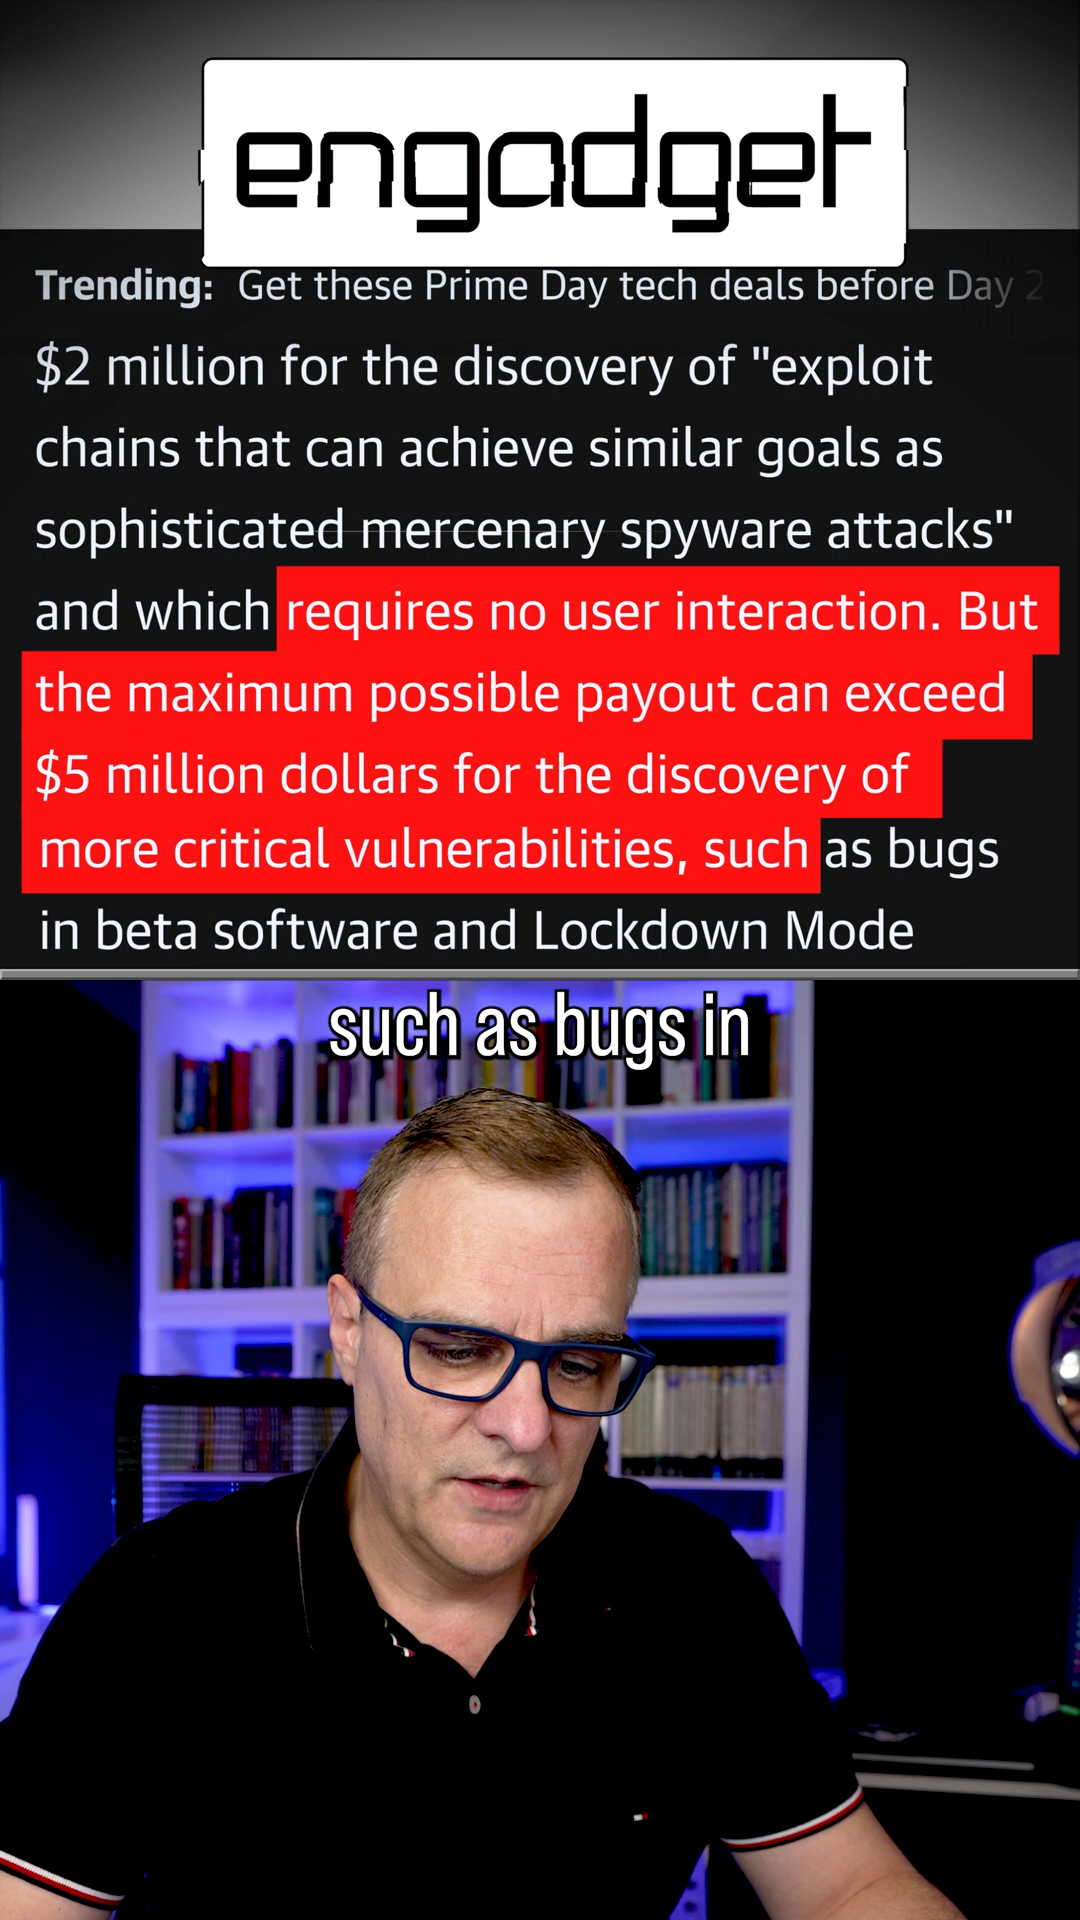 engadget
Trending: Get these Prime Day tech deals before Day 2
$2 million for the discovery of "exploit
chains that can achieve similar goals as
sophisticated mercenary spyware attacks"
and which requires no user interaction. But
the maximum possible payout can exceed
$5 million dollars for the discovery of
more critical vulnerabilities, such as bugs
in beta software and Lockdown Mode
such as bugs in